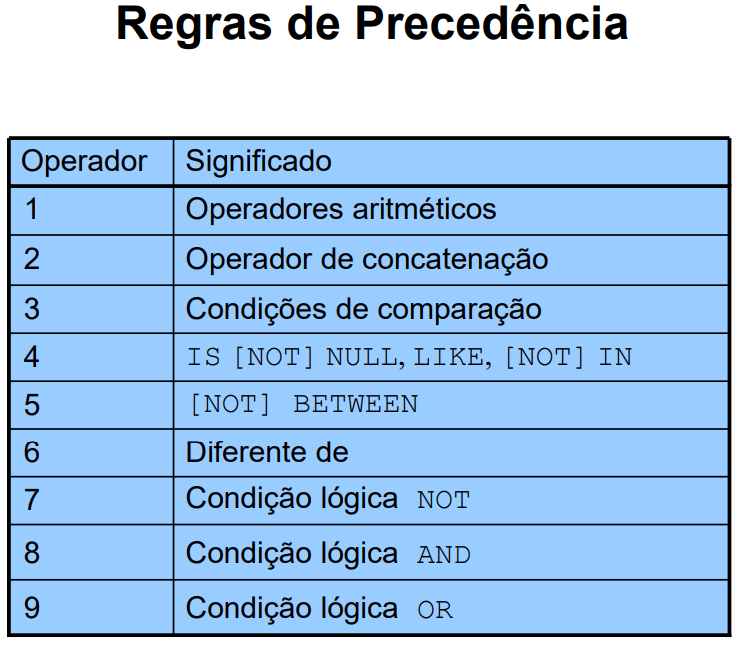 Regras de Precedência
Operador Significado
1 Operadores aritméticos
2 Operador de concatenação
3 Condições de comparação
4 IS [NOT] NULL, LIKE, [NOT] IN
5 [NOT] BETWEEN
6 Diferente de
7 Condição lógica NOT
8 Condição lógica AND
9 Condição lógica OR